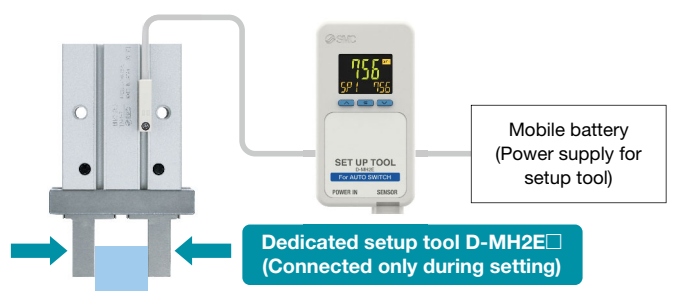 SMC
756
SP1 756
SET UP TOOL
D-MH2E
For AUTO SWITCH
POWER IN SENSOR
Mobile battery
(Power supply for
setup tool)
Dedicated setup tool D-MH2E□
(Connected only during setting)